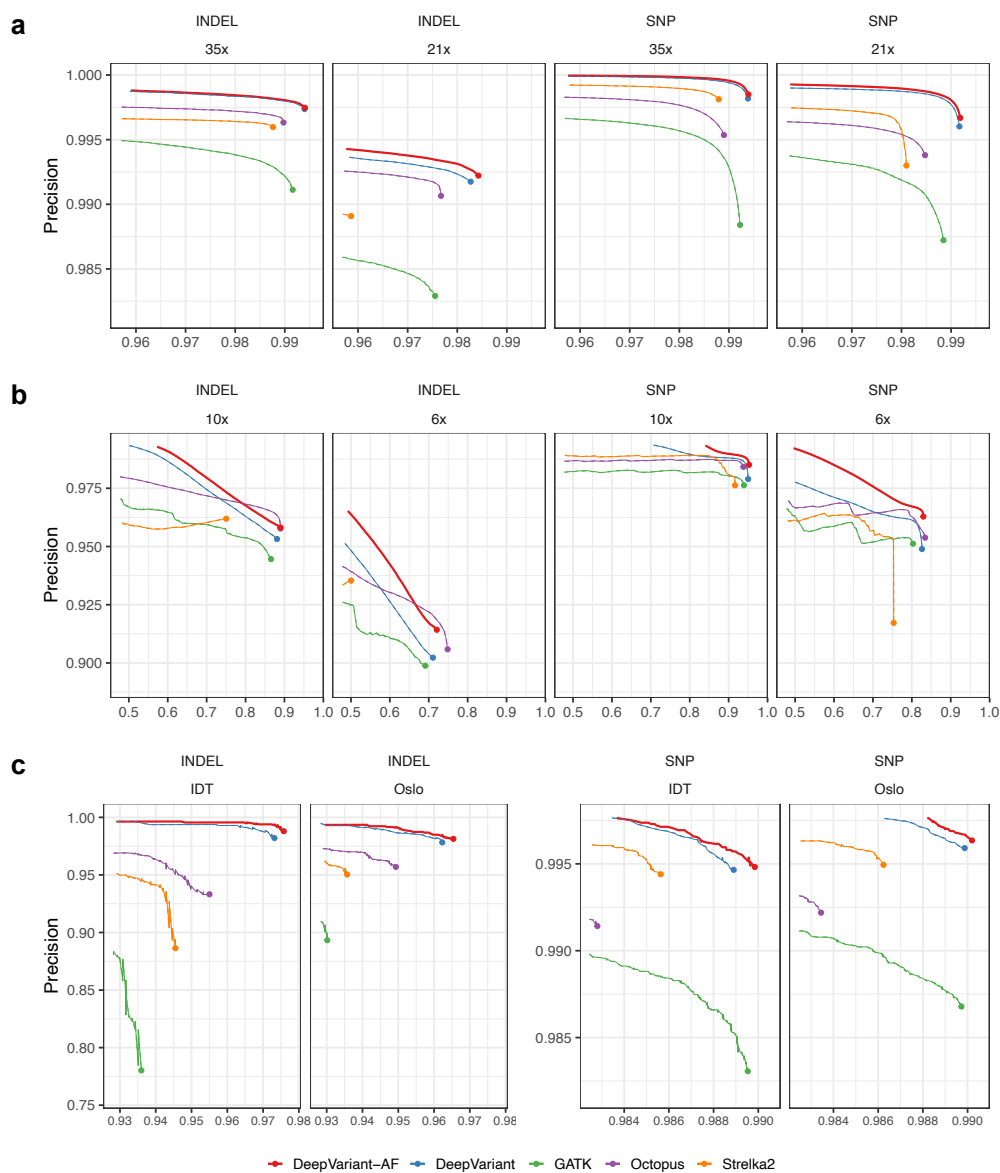 a
INDEL INDEL SNP SNP
35x 21x 35x 21x
Precision
1.000
0.995
0.990
0.985
0.96 0.97 0.98 0.99 0.96 0.97 0.98 0.99 0.96 0.97 0.98 0.99 0.96 0.97 0.98 0.99
b
INDEL INDEL SNP SNP
10x 6x 10x 6x
0.975
0.950
0.925
0.900
0.5 0.6 0.7 0.8 0.9 1.0 0.5 0.6 0.7 0.8 0.9 1.0 0.5 0.6 0.7 0.8 0.9 1.0 0.5 0.6 0.7 0.8 0.9 1.0
c
INDEL INDEL SNP SNP
IDT Oslo IDT Oslo
Precision
1.00
0.95
0.90
0.85
0.80
0.75
0.995
0.990
0.985
0.93 0.94 0.95 0.96 0.97 0.98 0.93 0.94 0.95 0.96 0.97 0.98 0.984 0.986 0.988 0.990 0.984 0.986 0.988 0.990
DeepVariant-AF DeepVariant GATK Octopus Strelka2